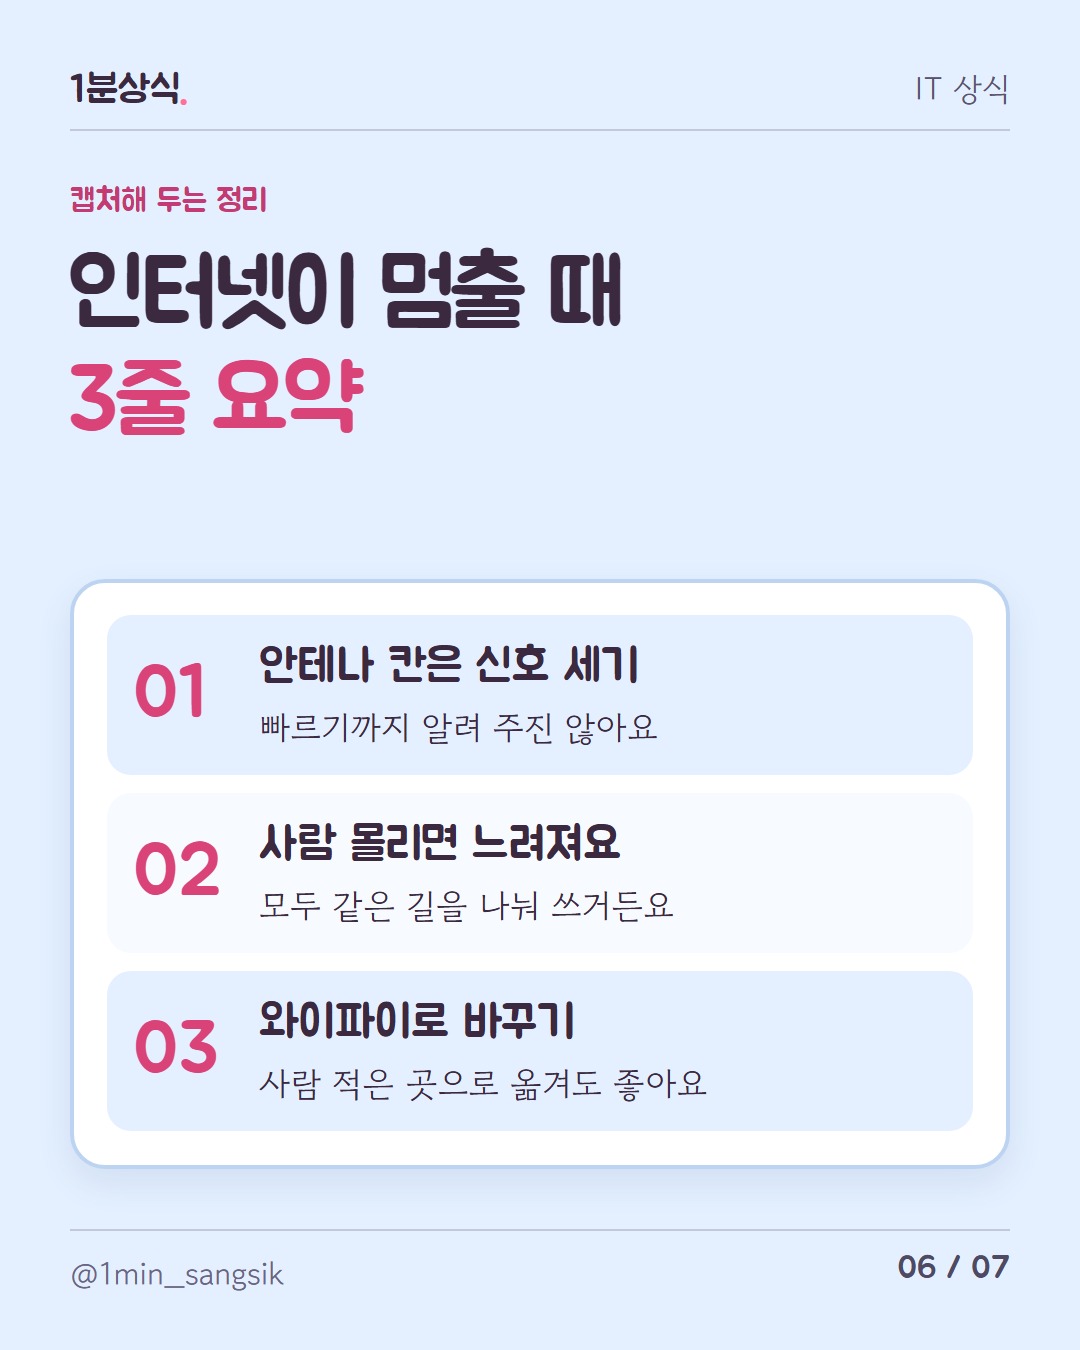 1분상식.
IT 상식
캡처해 두는 정리
인터넷이 멈출 때
3줄 요약
01
안테나 칸은 신호 세기
빠르기까지 알려 주진 않아요
02
사람 몰리면 느려져요
모두 같은 길을 나눠 쓰거든요
03
와이파이로 바꾸기
사람 적은 곳으로 옮겨도 좋아요
@1min_sangsik
06 / 07